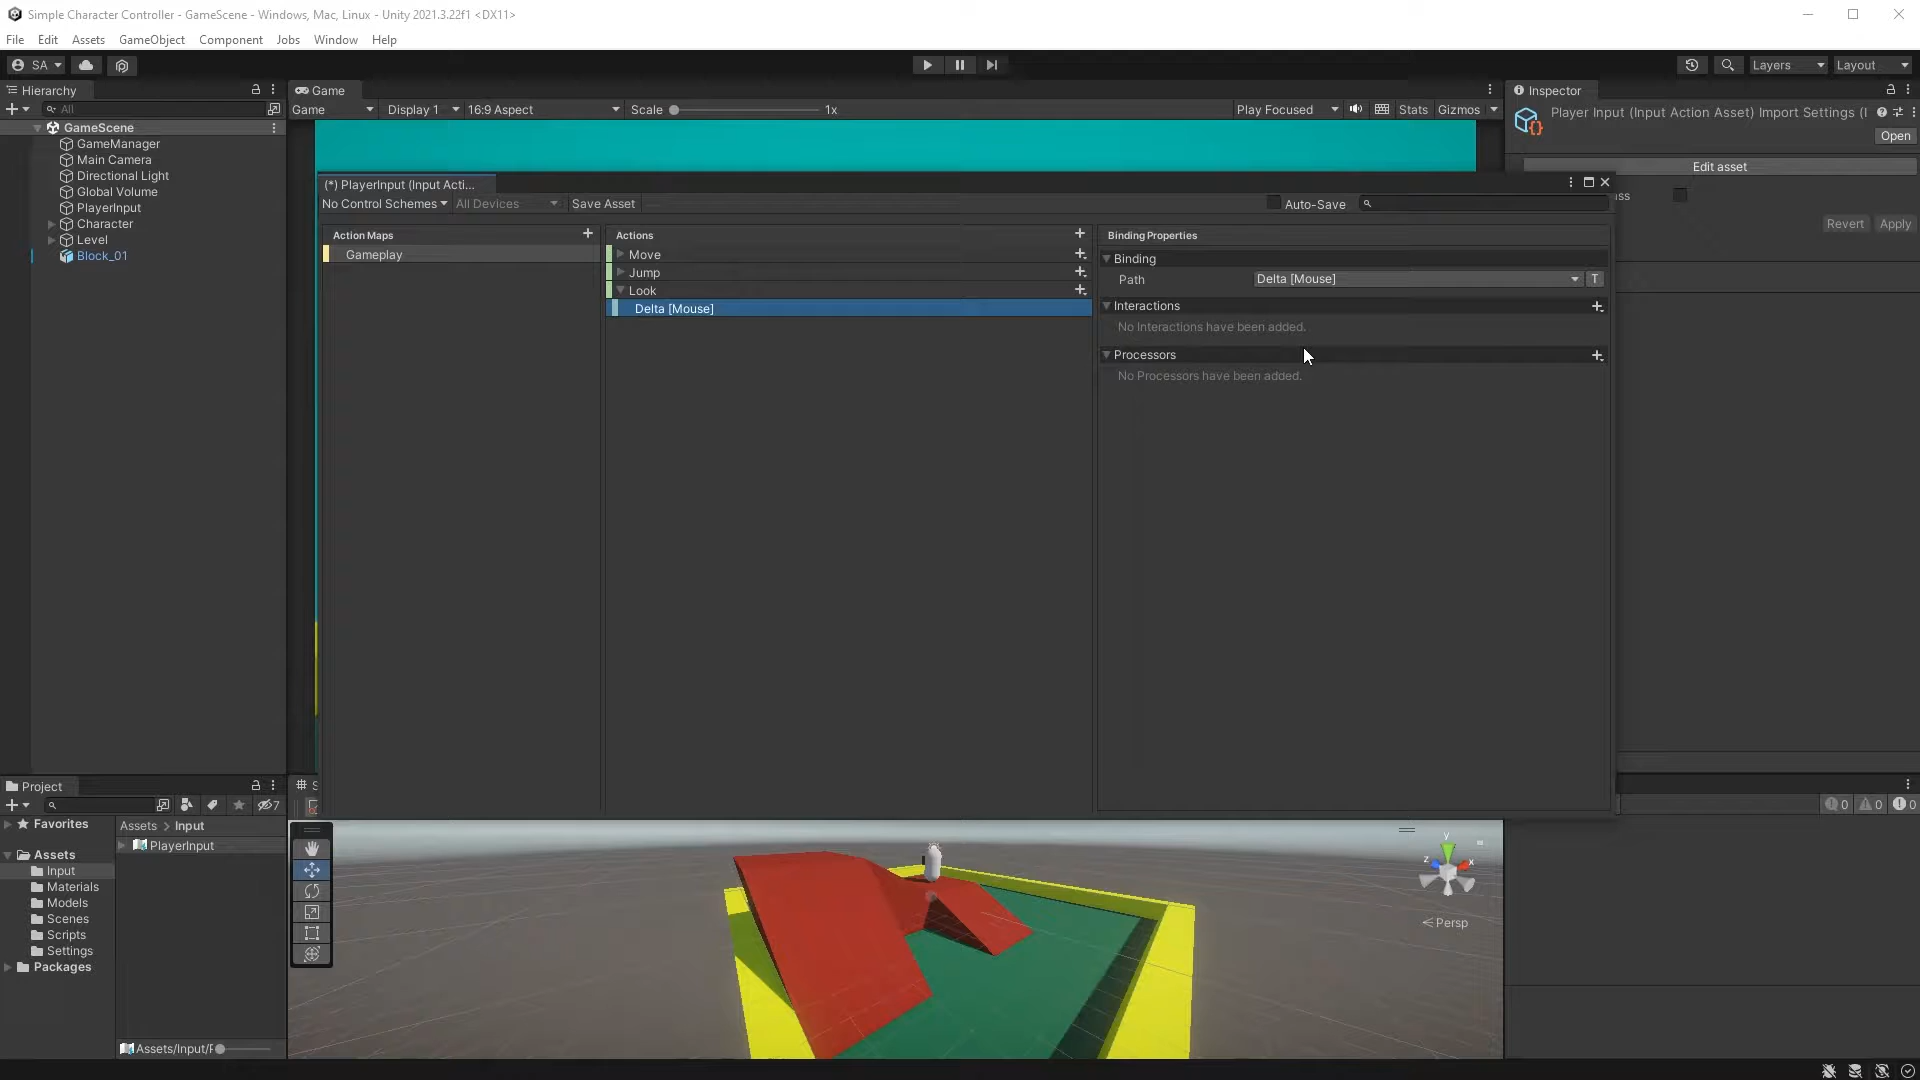 Simple Character Controller - GameScene - Windows, Mac, Linux - Unity 2021.3.22f1 <DX11>
File Edit Assets GameObject Component Jobs Window Help
SA Layers Layout
Hierarchy
All
GameScene
GameManager
Main Camera
Directional Light
Global Volume
PlayerInput
Character
Level
Block_01
Game
Game Display 1 16:9 Aspect Scale 1x Play Focused Stats Gizmos
Inspector
Player Input (Input Action Asset) Import Settings (I
Open
Edit asset
ss
Revert Apply
(*) PlayerInput (Input Acti...
No Control Schemes All Devices Save Asset Auto-Save
Action Maps
Gameplay
Actions
Move
Jump
Look
Delta [Mouse]
Binding Properties
Binding
Path Delta [Mouse] T
Interactions
No Interactions have been added.
Processors
No Processors have been added.
Project
7
Favorites
Assets
Input
Materials
Models
Scenes
Scripts
Settings
Packages
Assets > Input
PlayerInput
Assets/Input/F
S
y
z
x
Persp
0 0 0